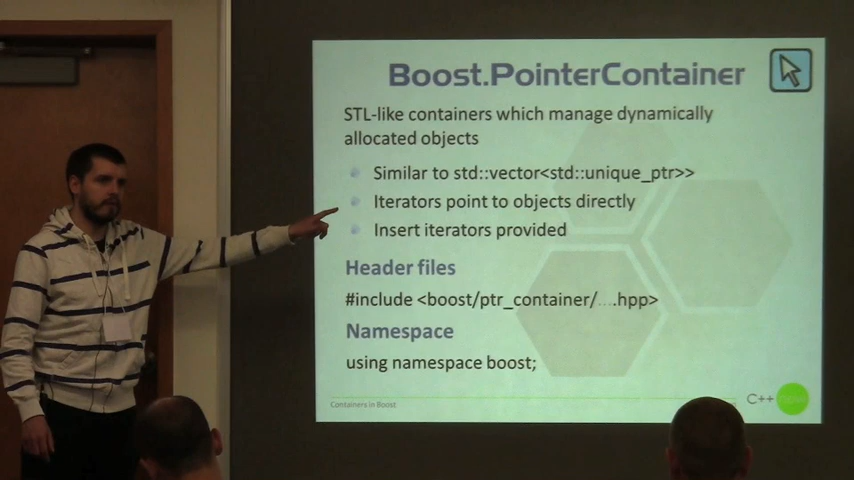 Boost.PointerContainer
STL-like containers which manage dynamically
allocated objects
Similar to std::vector<std::unique_ptr>>
Iterators point to objects directly
Insert iterators provided
Header files
#include <boost/ptr_container/....hpp>
Namespace
using namespace boost;
Containers in Boost
C++